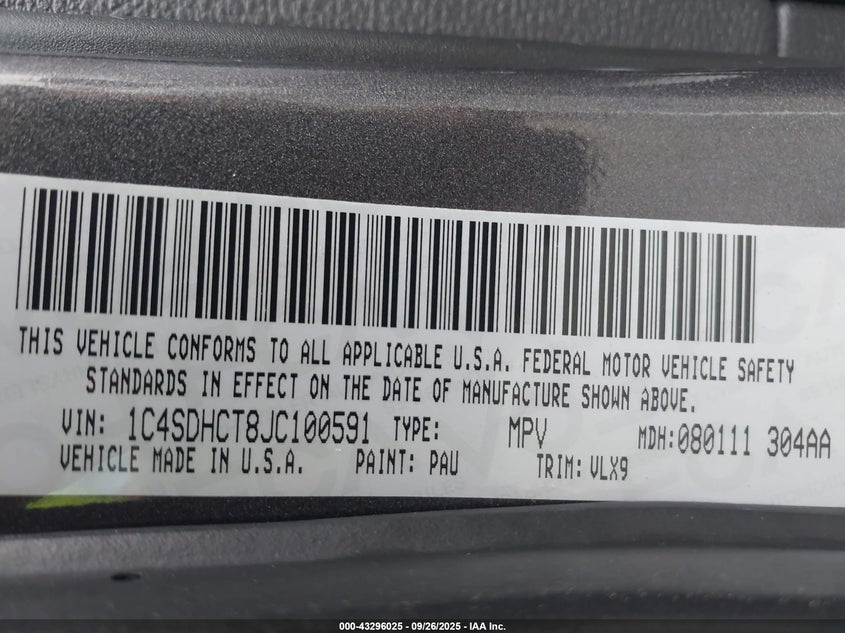 THIS VEHICLE CONFORMS TO ALL APPLICABLE U.S.A. FEDERAL MOTOR VEHICLE SAFETY
STANDARDS IN EFFECT ON THE DATE OF MANUFACTURE SHOWN ABOVE.
VIN: 1C4SDHCT8JC100591 TYPE: MPV MDH:080111 304AA
VEHICLE MADE IN U.S.A. PAINT: PAU TRIM: VLX9
000-43296025 - 09/26/2025 - IAA Inc.